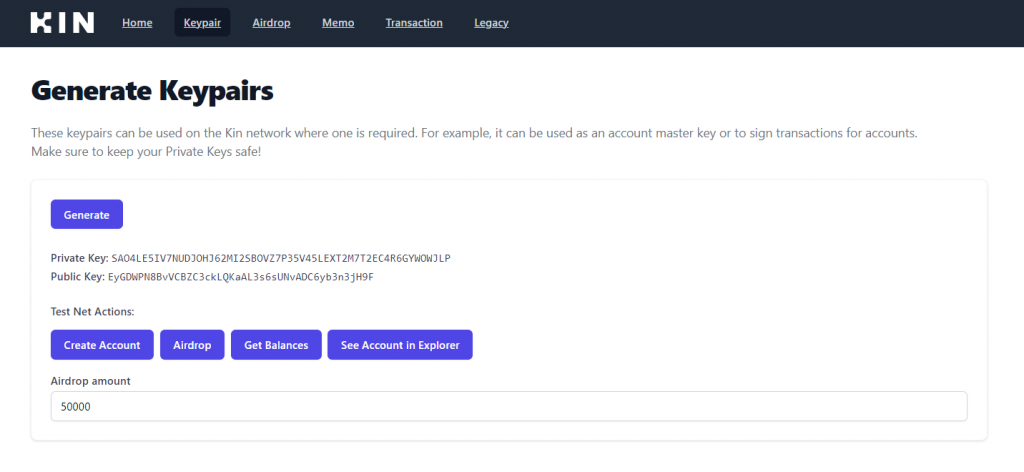 KIN Home Keypair Airdrop Memo Transaction Legacy
Generate Keypairs
These keypairs can be used on the Kin network where one is required. For example, it can be used as an account master key or to sign transactions for accounts.
Make sure to keep your Private Keys safe!
Generate
Private Key: SAO4LE5IV7NUDJOHJ62MI2SBOVZ7P35V45LEXT2M7T2EC4R6GYWOWJLP
Public Key: EyGDWPN8BvVCBZC3ckLQKaAL3s6sUNvADC6yb3n3jH9F
Test Net Actions:
Create Account Airdrop Get Balances See Account in Explorer
Airdrop amount
50000